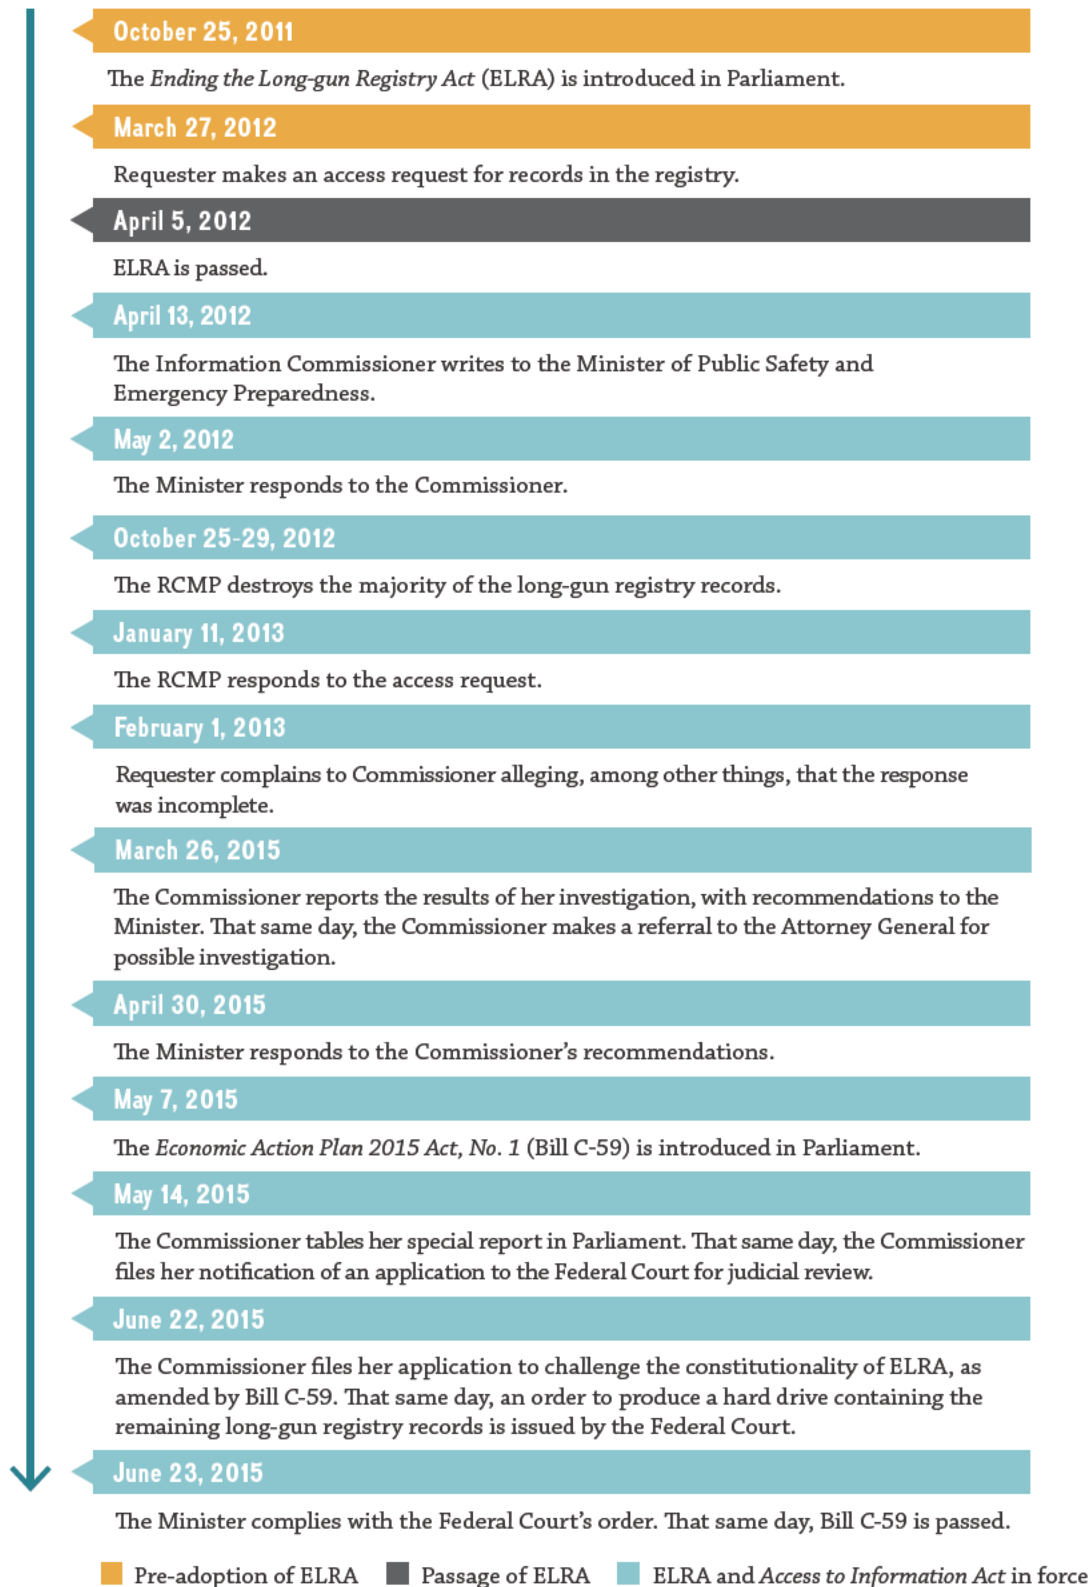 October 25, 2011
The Ending the Long-gun Registry Act (ELRA) is introduced in Parliament.
March 27, 2012
Requester makes an access request for records in the registry.
April 5, 2012
ELRA is passed.
April 13, 2012
The Information Commissioner writes to the Minister of Public Safety and
Emergency Preparedness.
May 2, 2012
The Minister responds to the Commissioner.
October 25-29, 2012
The RCMP destroys the majority of the long-gun registry records.
January 11, 2013
The RCMP responds to the access request.
February 1, 2013
Requester complains to Commissioner alleging, among other things, that the response
was incomplete.
March 26, 2015
The Commissioner reports the results of her investigation, with recommendations to the
Minister. That same day, the Commissioner makes a referral to the Attorney General for
possible investigation.
April 30, 2015
The Minister responds to the Commissioner’s recommendations.
May 7, 2015
The Economic Action Plan 2015 Act, No. 1 (Bill C-59) is introduced in Parliament.
May 14, 2015
The Commissioner tables her special report in Parliament. That same day, the Commissioner
files her notification of an application to the Federal Court for judicial review.
June 22, 2015
The Commissioner files her application to challenge the constitutionality of ELRA, as
amended by Bill C-59. That same day, an order to produce a hard drive containing the
remaining long-gun registry records is issued by the Federal Court.
June 23, 2015
The Minister complies with the Federal Court’s order. That same day, Bill C-59 is passed.
Pre-adoption of ELRA Passage of ELRA ELRA and Access to Information Act in force